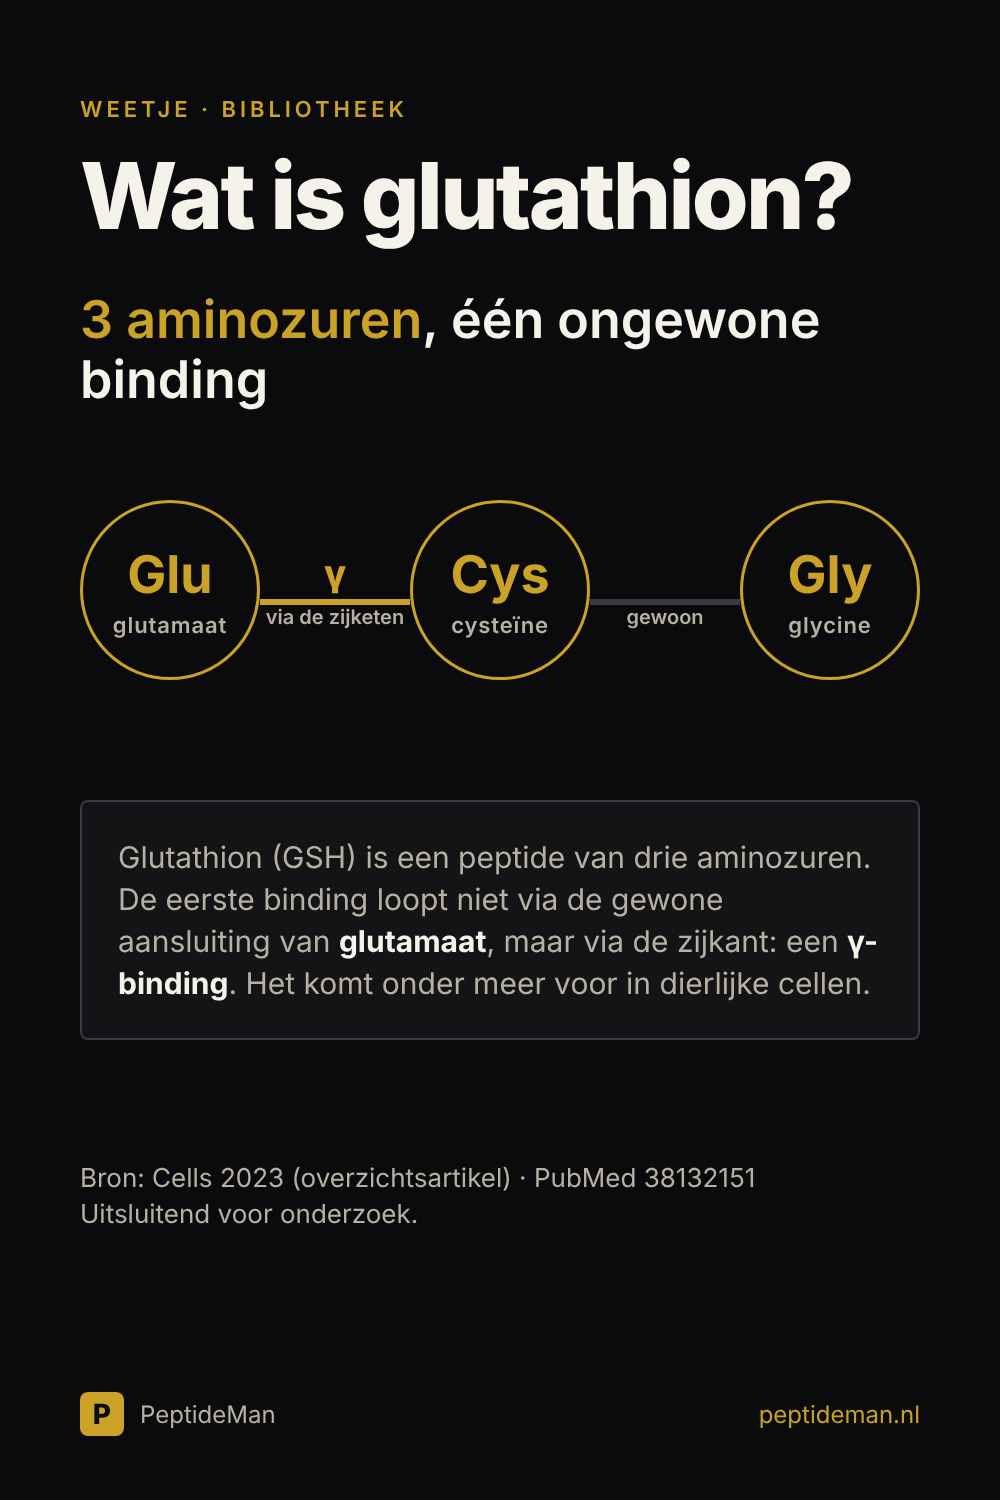 WEETJE · BIBLIOTHEEK
Wat is glutathion?
3 aminozuren, één ongewone
binding
Glu
glutamaat
γ
via de zijketen
Cys
cysteïne
gewoon
Gly
glycine
Glutathion (GSH) is een peptide van drie aminozuren.
De eerste binding loopt niet via de gewone
aansluiting van glutamaat, maar via de zijkant: een γ-
binding. Het komt onder meer voor in dierlijke cellen.
Bron: Cells 2023 (overzichtsartikel) · PubMed 38132151
Uitsluitend voor onderzoek.
P PeptideMan
peptideman.nl